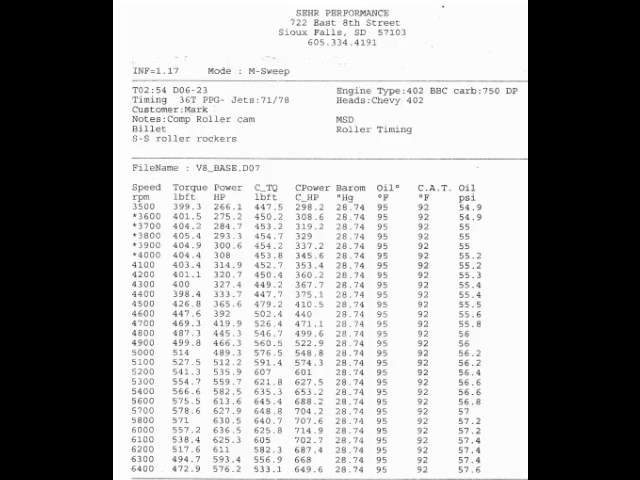 SEHR PERFORMANCE
722 East 8th Street
Sioux Falls, SD 57103
605.334.4191
INF=1.17 Mode : M-Sweep
T02:54 D06-23 Engine Type:402 BBC carb:750 DP
Timing 36T PPG- Jets:71/78 Heads:Chevy 402
Customer:Mark
Notes:Comp Roller cam MSD
Billet Roller Timing
S-S roller rockers
FileName : V8_BASE.D07
Speed Torque Power C_TQ CPower Barom Oil° C.A.T. Oil
rpm lbft HP lbft C_HP "Hg °F °F psi
3500 399.3 266.1 447.5 298.2 28.74 95 92 54.9
*3600 401.5 275.2 450.2 308.6 28.74 95 92 54.9
*3700 404.2 284.7 453.2 319.2 28.74 95 92 55
*3800 405.4 293.3 454.7 329 28.74 95 92 55
*3900 404.9 300.6 454.2 337.2 28.74 95 92 55
*4000 404.4 308 453.8 345.6 28.74 95 92 55.2
4100 403.4 314.9 452.7 353.4 28.74 95 92 55.2
4200 401.1 320.7 450.4 360.2 28.74 95 92 55.3
4300 400 327.4 449.2 367.7 28.74 95 92 55.4
4400 398.4 333.7 447.7 375.1 28.74 95 92 55.4
4500 426.8 365.6 479.2 410.5 28.74 95 92 55.5
4600 447.6 392 502.4 440 28.74 95 92 55.6
4700 469.3 419.9 526.4 471.1 28.74 95 92 55.8
4800 487.3 445.3 546.7 499.6 28.74 95 92 56
4900 499.8 466.3 560.5 522.9 28.74 95 92 56
5000 514 489.3 576.5 548.8 28.74 95 92 56.2
5100 527.5 512.2 591.4 574.3 28.74 95 92 56.2
5200 541.3 535.9 607 601 28.74 95 92 56.4
5300 554.7 559.7 621.8 627.5 28.74 95 92 56.6
5400 566.6 582.5 635.3 653.2 28.74 95 92 56.6
5600 575.5 613.6 645.4 688.2 28.74 95 92 56.8
5700 578.6 627.9 648.8 704.2 28.74 95 92 57
5800 571 630.5 640.7 707.6 28.74 95 92 57.2
6000 557.2 636.5 625.8 714.9 28.74 95 92 57.2
6100 538.4 625.3 605 702.7 28.74 95 92 57.4
6200 517.6 611 582.3 687.4 28.74 95 92 57.4
6300 494.7 593.4 556.9 668 28.74 95 92 57.4
6400 472.9 576.2 533.1 649.6 28.74 95 92 57.6